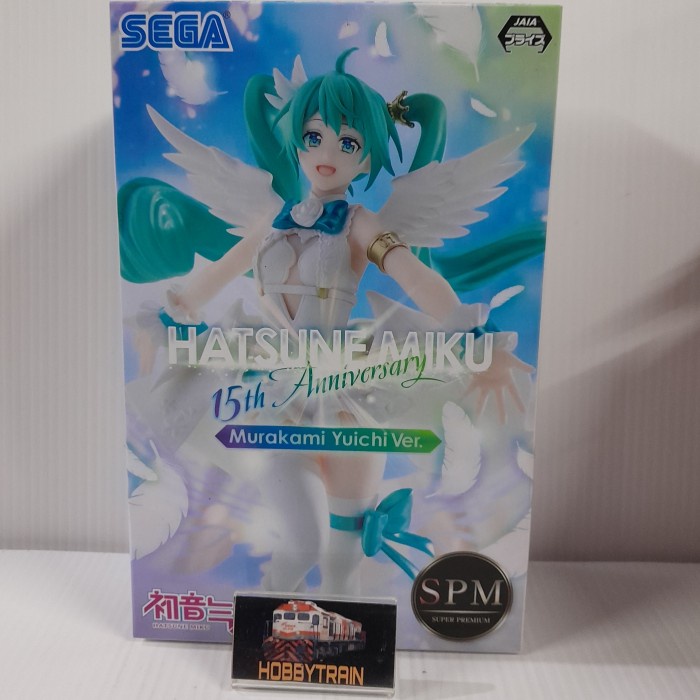 SEGA
JAIA
プライズ
HATSUNE MIKU
15th Anniversary
Murakami Yuichi Ver.
初音ミ
HATSUNE MIKU
SPM
SUPER PREMIUM
HOBBYTRAIN